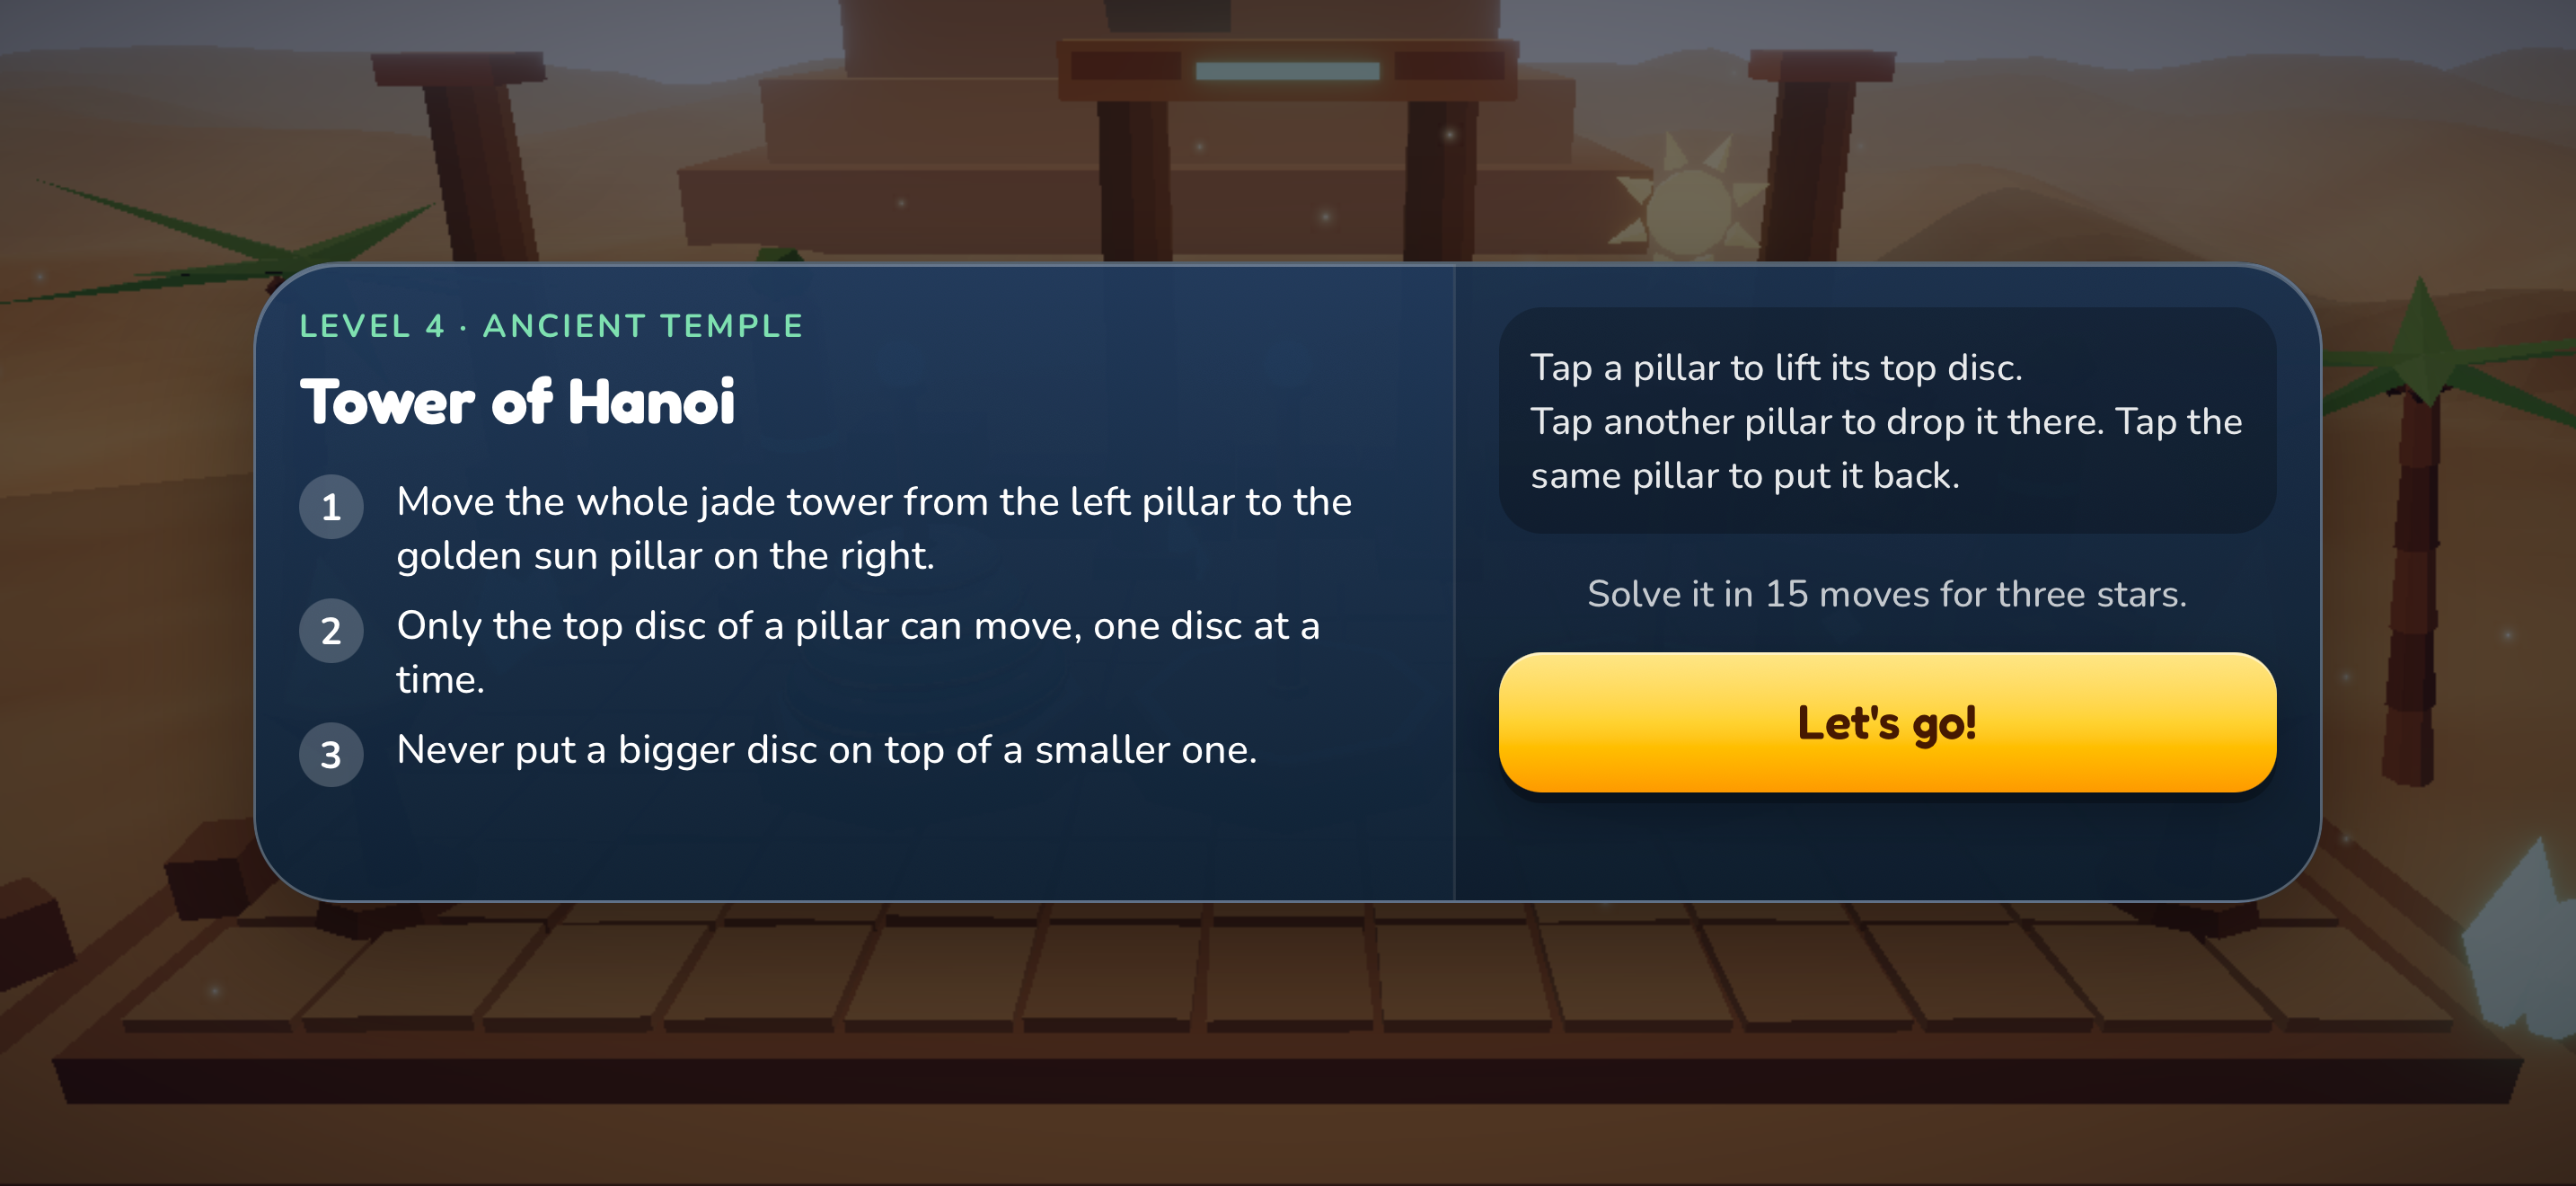 LEVEL 4 · ANCIENT TEMPLE
Tower of Hanoi
1
Move the whole jade tower from the left pillar to the
golden sun pillar on the right.
2
Only the top disc of a pillar can move, one disc at a
time.
3
Never put a bigger disc on top of a smaller one.
Tap a pillar to lift its top disc.
Tap another pillar to drop it there. Tap the
same pillar to put it back.
Solve it in 15 moves for three stars.
Let's go!